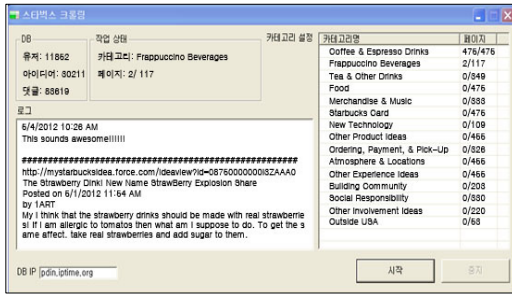 스타벅스 크롤링
DB
유저: 11862
아이디어: 80211
댓글: 88619
작업 상태
카테고리: Frappuccino Beverages
페이지: 2/ 117
카테고리 설정
로그
6/4/2012 10:26 AM
This sounds awesome!!!!!!
http://mystarbucksidea.force.com/ideaview?id=08760000000I8ZAAA0
The Strawberry Dink! New Name StrawBerry Explosion Share
Posted on 6/1/2012 11:54 AM
by 1ART
My I think that the strawberry drinks should be made with real strawberrie
s! If I am allergic to tomatos then what am I suppose to do. To get the s
ame affect. take real strawberries and add sugar to them.
카테고리명 페이지
Coffee & Espresso Drinks 476/476
Frappuccino Beverages 2/117
Tea & Other Drinks 0/849
Food 0/476
Merchandise & Music 0/888
Starbucks Card 0/476
New Technology 0/109
Other Product Ideas 0/466
Ordering, Payment, & Pick-Up 0/826
Atmosphere & Locations 0/466
Other Experience Ideas 0/466
Building Community 0/208
Social Responsibility 0/880
Other Involvement Ideas 0/220
Outside USA 0/68
DB IP pdin.iptime.org
시작
중지